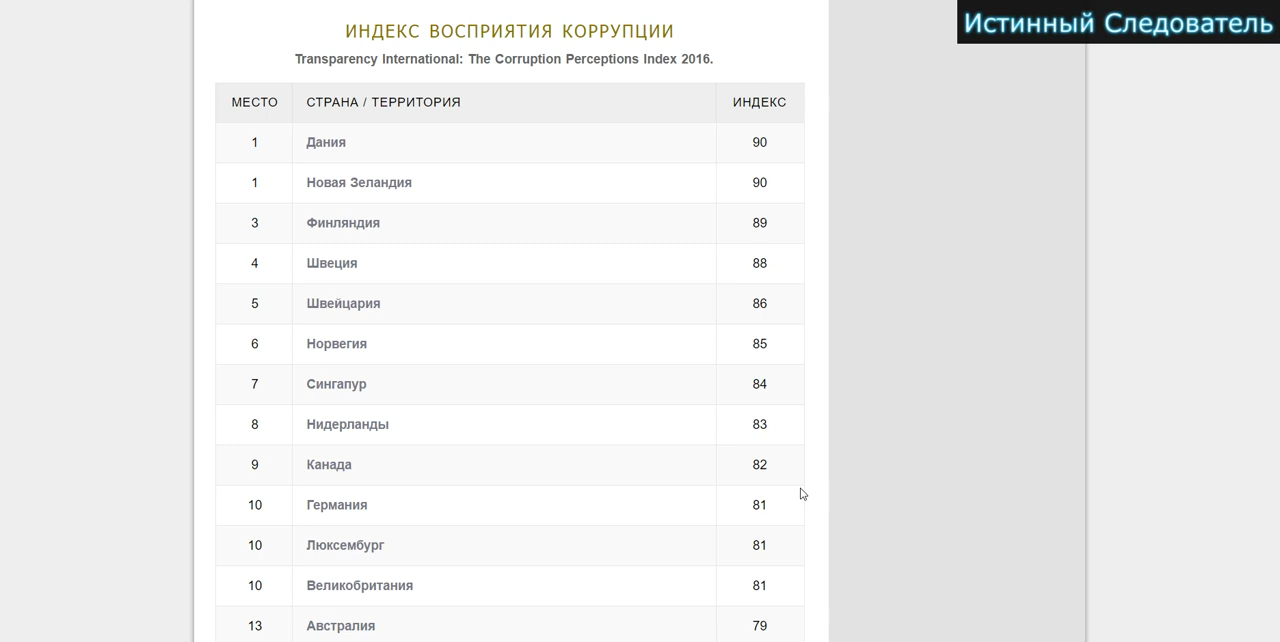 Истинный Следователь
ИНДЕКС ВОСПРИЯТИЯ КОРРУПЦИИ
Transparency International: The Corruption Perceptions Index 2016.
МЕСТО СТРАНА / ТЕРРИТОРИЯ ИНДЕКС
1 Дания 90
1 Новая Зеландия 90
3 Финляндия 89
4 Швеция 88
5 Швейцария 86
6 Норвегия 85
7 Сингапур 84
8 Нидерланды 83
9 Канада 82
10 Германия 81
10 Люксембург 81
10 Великобритания 81
13 Австралия 79